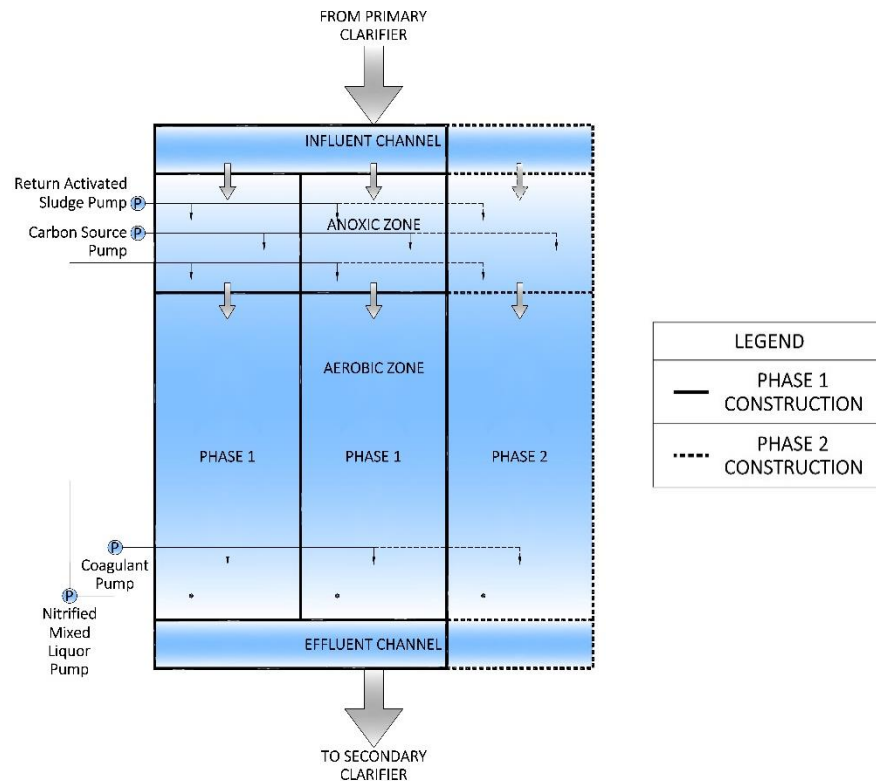 FROM PRIMARY
CLARIFIER
INFLUENT CHANNEL
Return Activated
Sludge Pump
P
ANOXIC ZONE
Carbon Source
Pump
P
AEROBIC ZONE
PHASE 1
PHASE 1
PHASE 2
P
Coagulant
Pump
P
Nitrified
Mixed
Liquor
Pump
EFFLUENT CHANNEL
TO SECONDARY
CLARIFIER
LEGEND
PHASE 1
CONSTRUCTION
PHASE 2
CONSTRUCTION